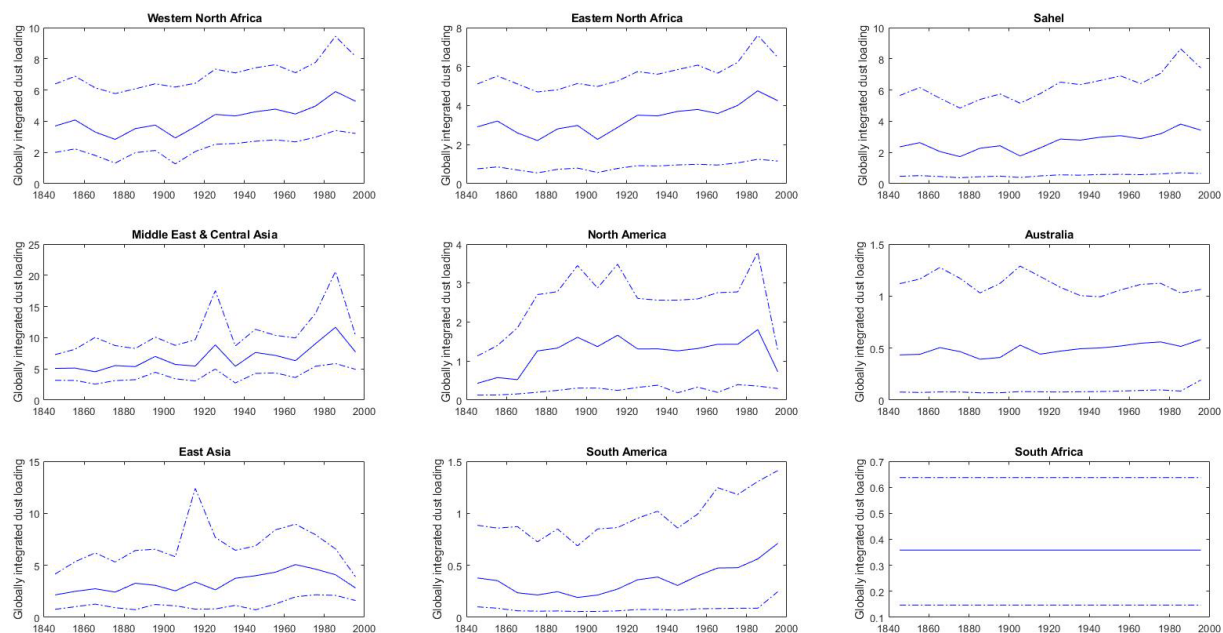 Western North Africa
Globally integrated dust loading
10
8
6
4
2
0
1840 1860 1880 1900 1920 1940 1960 1980 2000
Eastern North Africa
Globally integrated dust loading
8
6
4
2
0
1840 1860 1880 1900 1920 1940 1960 1980 2000
Sahel
Globally integrated dust loading
10
8
6
4
2
0
1840 1860 1880 1900 1920 1940 1960 1980 2000
Middle East & Central Asia
Globally integrated dust loading
25
20
15
10
5
0
1840 1860 1880 1900 1920 1940 1960 1980 2000
North America
Globally integrated dust loading
4
3
2
1
0
1840 1860 1880 1900 1920 1940 1960 1980 2000
Australia
Globally integrated dust loading
1.5
1
0.5
0
1840 1860 1880 1900 1920 1940 1960 1980 2000
East Asia
Globally integrated dust loading
15
10
5
0
1840 1860 1880 1900 1920 1940 1960 1980 2000
South America
Globally integrated dust loading
1.5
1
0.5
0
1840 1860 1880 1900 1920 1940 1960 1980 2000
South Africa
Globally integrated dust loading
0.7
0.6
0.5
0.4
0.3
0.2
0.1
1840 1860 1880 1900 1920 1940 1960 1980 2000